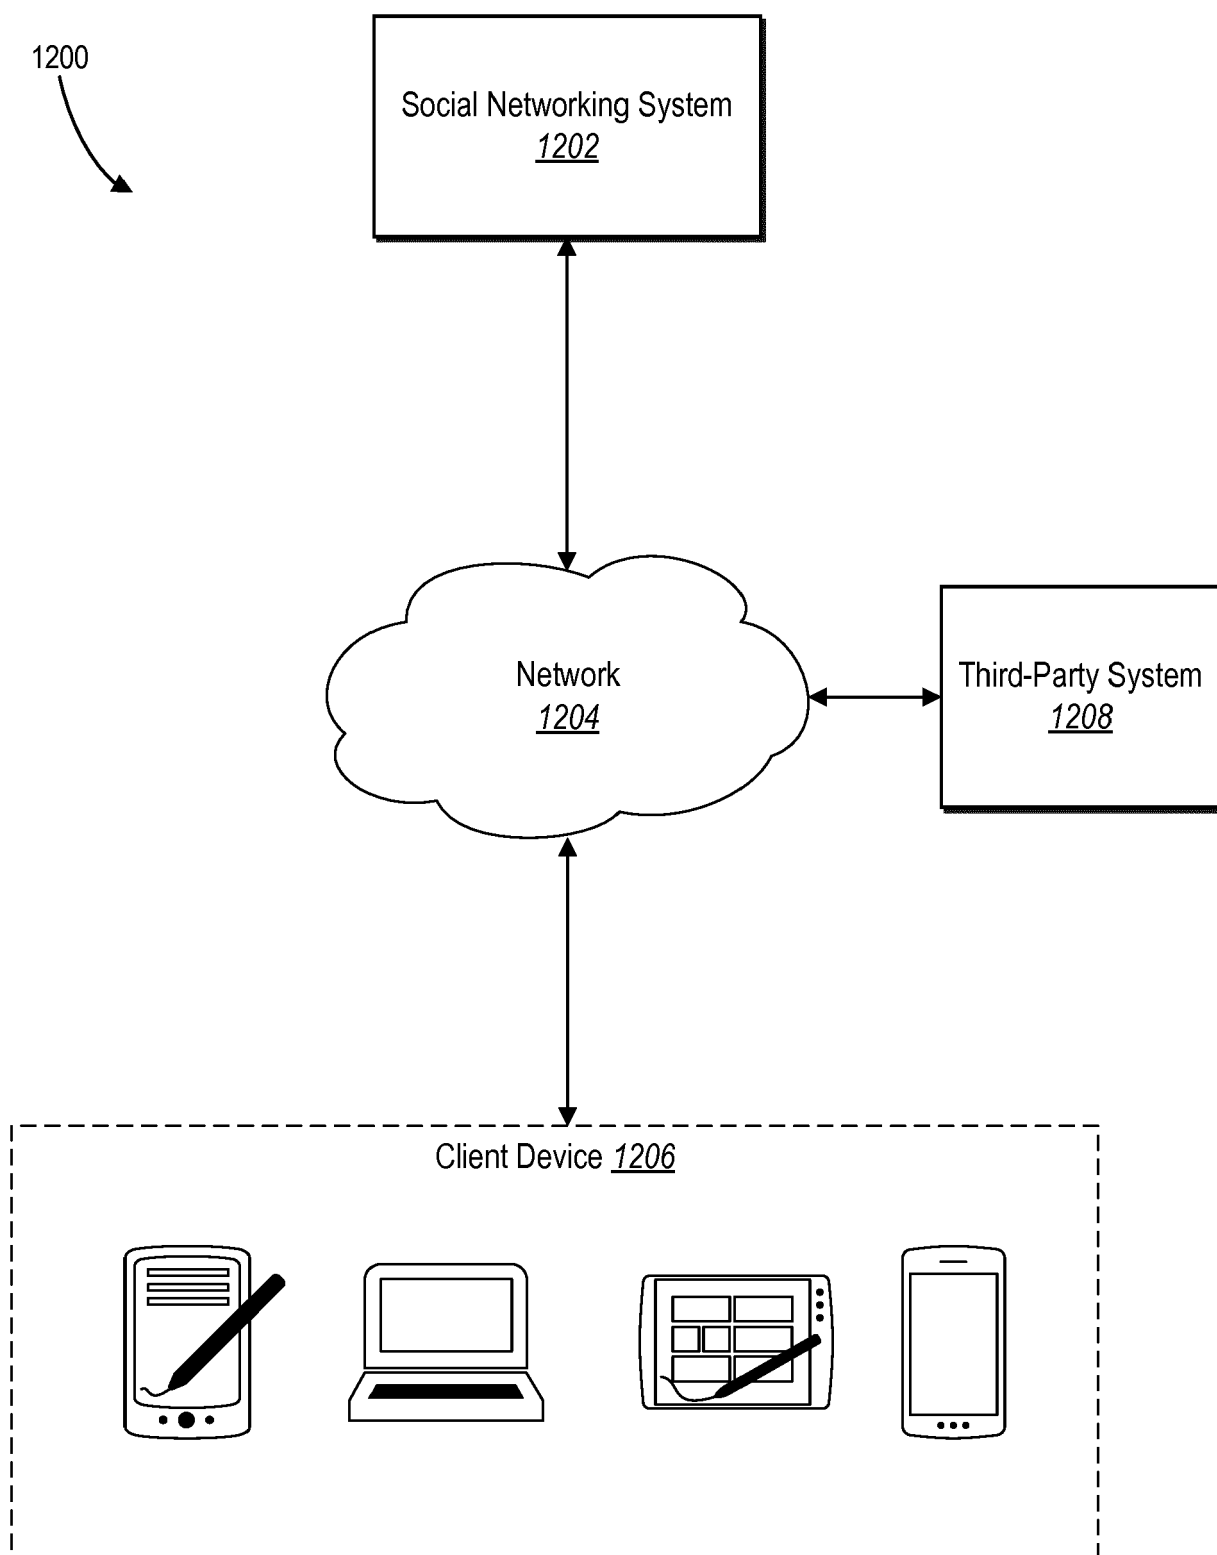 1200
Social Networking System
1202
Network
1204
Third-Party System
1208
Client Device 1206